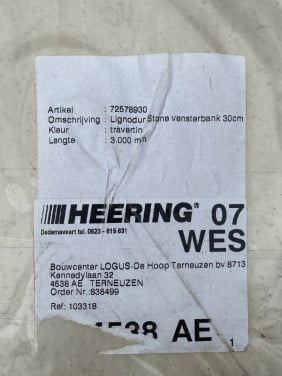 Artikel : 72578930
Omschrijving : Lignodur Stone vensterbank 30cm
Kleur : travertin
Lengte : 3.000 mm
HEERING® 07
Dedemsvaart tel. 0523 - 615 831
WES
Bouwcenter LOGUS-De Hoop Terneuzen bv 8713
Kennedylaan 32
4538 AE TERNEUZEN
Order Nr.:838499
Ref: 103318
4538 AE
1